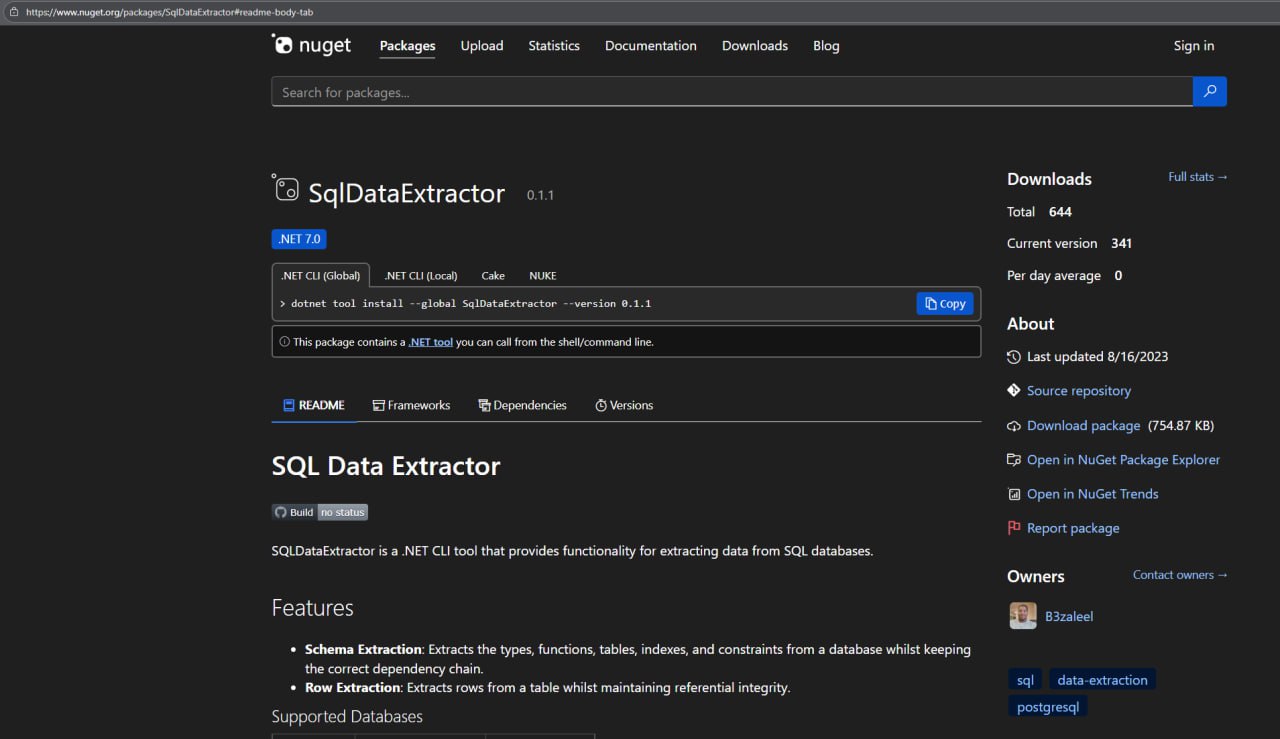 https://www.nuget.org/packages/SqlDataExtractor#readme-body-tab
nuget Packages Upload Statistics Documentation Downloads Blog Sign in
Search for packages...
SqlDataExtractor 0.1.1
.NET 7.0
.NET CLI (Global) .NET CLI (Local) Cake NUKE
> dotnet tool install --global SqlDataExtractor --version 0.1.1 Copy
This package contains a .NET tool you can call from the shell/command line.
README Frameworks Dependencies Versions
SQL Data Extractor
Build no status
SQLDataExtractor is a .NET CLI tool that provides functionality for extracting data from SQL databases.
Features
• Schema Extraction: Extracts the types, functions, tables, indexes, and constraints from a database whilst keeping
the correct dependency chain.
• Row Extraction: Extracts rows from a table whilst maintaining referential integrity.
Supported Databases
Downloads Full stats →
Total 644
Current version 341
Per day average 0
About
Last updated 8/16/2023
Source repository
Download package (754.87 KB)
Open in NuGet Package Explorer
Open in NuGet Trends
Report package
Owners Contact owners →
B3zaleel
sql data-extraction
postgresql